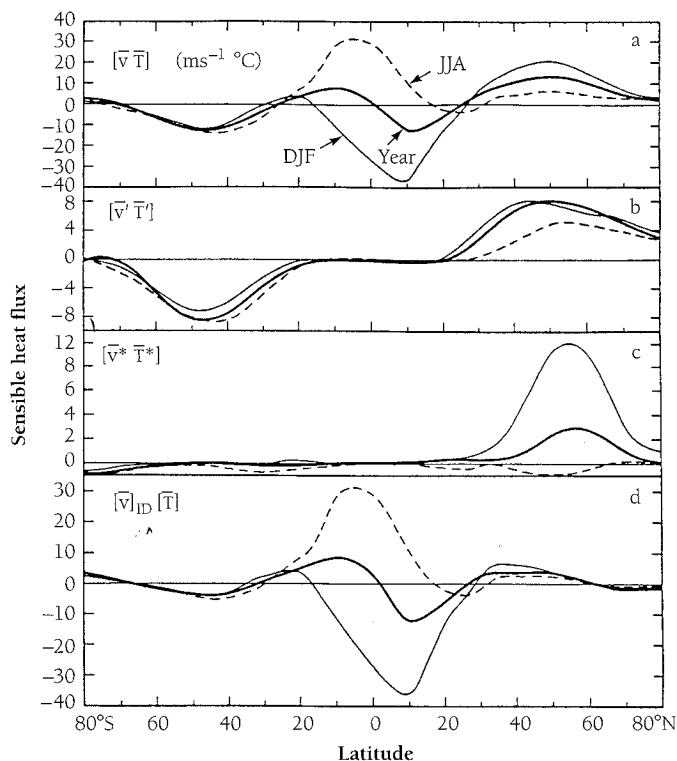 Sensible heat flux
40
30
20
10
0
−10
−20
−30
−40
[v̄ T̄] (ms⁻¹ °C)
a
JJA
DJF
Year
8
4
0
−4
−8
[v̄′ T̄′]
b
12
8
6
4
2
0
[v̄* T̄*]
c
30
20
10
0
−10
−20
−30
−40
[v̄]ID [T̄]
d
80°S 60 40 20 0 20 40 60 80°N
Latitude